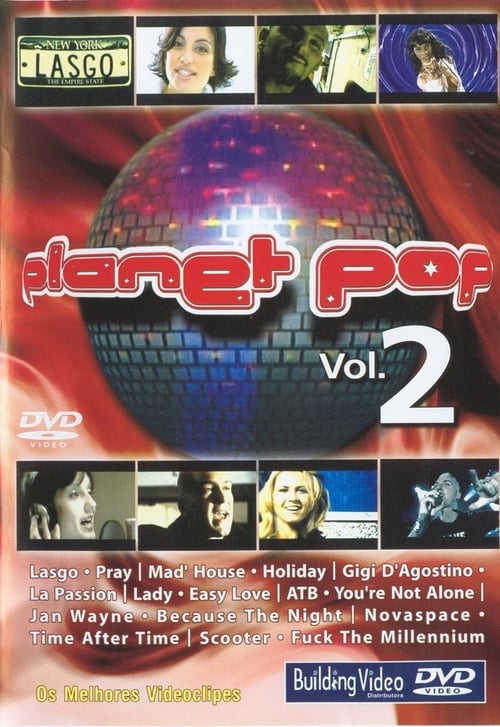 NEW YORK
LASGO
THE EMPIRE STATE
planet pop
Vol. 2
DVD
VIDEO
Lasgo • Pray | Mad' House • Holiday | Gigi D'Agostino •
La Passion | Lady • Easy Love | ATB • You're Not Alone |
Jan Wayne • Because The Night | Novaspace •
Time After Time | Scooter • Fuck The Millennium
Os Melhores Videoclipes
Building Video
Distributora
DVD
VIDEO